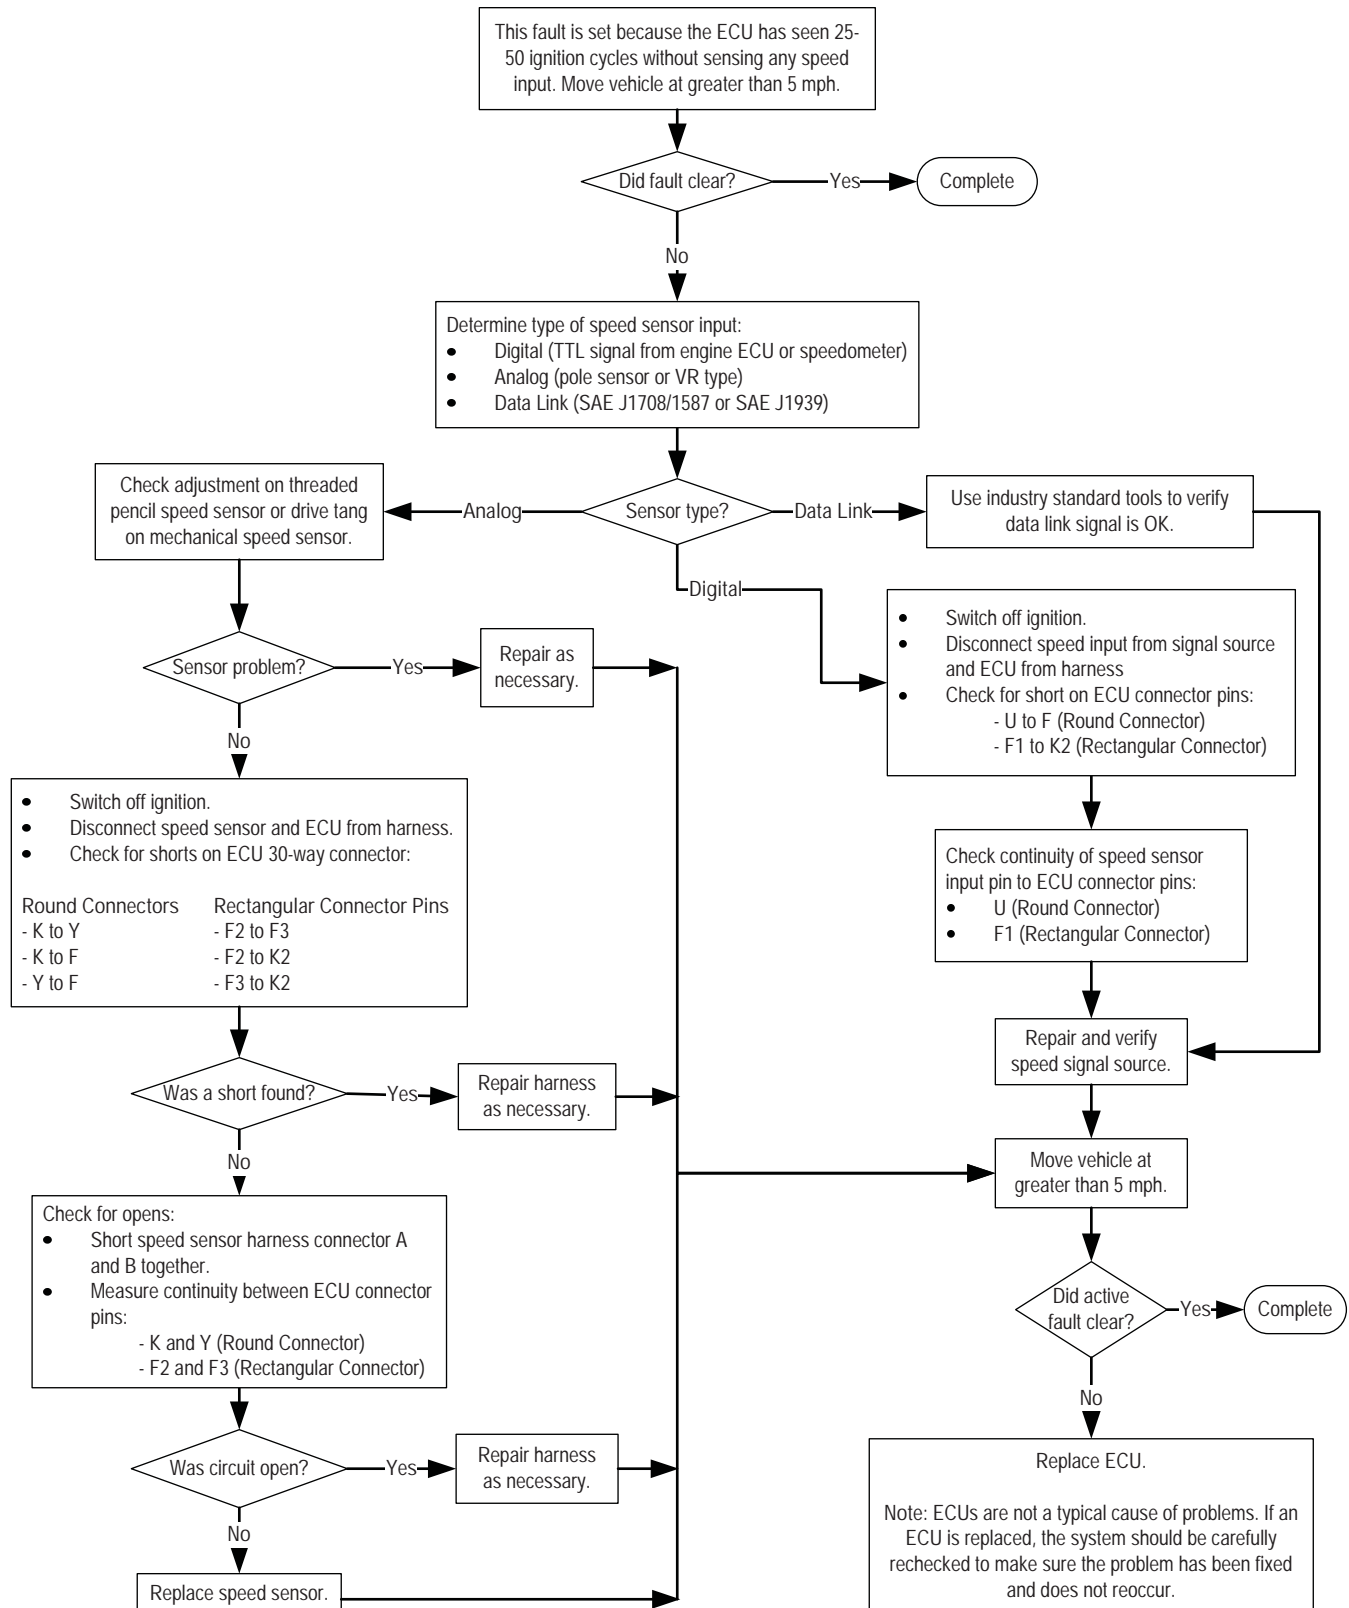 This fault is set because the ECU has seen 25-
50 ignition cycles without sensing any speed
input. Move vehicle at greater than 5 mph.
Did fault clear?
Yes
Complete
No
Determine type of speed sensor input:
• Digital (TTL signal from engine ECU or speedometer)
• Analog (pole sensor or VR type)
• Data Link (SAE J1708/1587 or SAE J1939)
Check adjustment on threaded
pencil speed sensor or drive tang
on mechanical speed sensor.
Analog
Sensor type?
Data Link
Use industry standard tools to verify
data link signal is OK.
Digital
• Switch off ignition.
• Disconnect speed input from signal source
and ECU from harness
• Check for short on ECU connector pins:
- U to F (Round Connector)
- F1 to K2 (Rectangular Connector)
Sensor problem?
Yes
Repair as
necessary.
No
• Switch off ignition.
• Disconnect speed sensor and ECU from harness.
• Check for shorts on ECU 30-way connector:
Round Connectors Rectangular Connector Pins
- K to Y - F2 to F3
- K to F - F2 to K2
- Y to F - F3 to K2
Check continuity of speed sensor
input pin to ECU connector pins:
• U (Round Connector)
• F1 (Rectangular Connector)
Repair and verify
speed signal source.
Was a short found?
Yes
Repair harness
as necessary.
No
Move vehicle at
greater than 5 mph.
Check for opens:
• Short speed sensor harness connector A
and B together.
• Measure continuity between ECU connector
pins:
- K and Y (Round Connector)
- F2 and F3 (Rectangular Connector)
Did active
fault clear?
Yes
Complete
No
Was circuit open?
Yes
Repair harness
as necessary.
No
Replace speed sensor.
Replace ECU.
Note: ECUs are not a typical cause of problems. If an
ECU is replaced, the system should be carefully
rechecked to make sure the problem has been fixed
and does not reoccur.